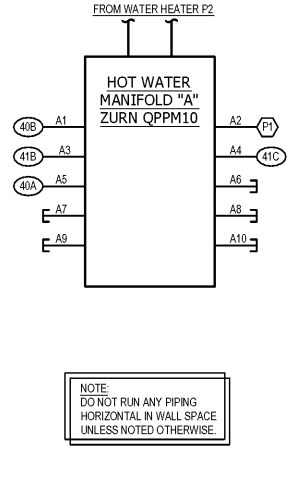 FROM WATER HEATER P2
HOT WATER
MANIFOLD "A"
ZURN QPPM10
40B A1
A2 P1
41B A3
A4 41C
40A A5
A6
A7
A8
A9
A10
NOTE:
DO NOT RUN ANY PIPING
HORIZONTAL IN WALL SPACE
UNLESS NOTED OTHERWISE.